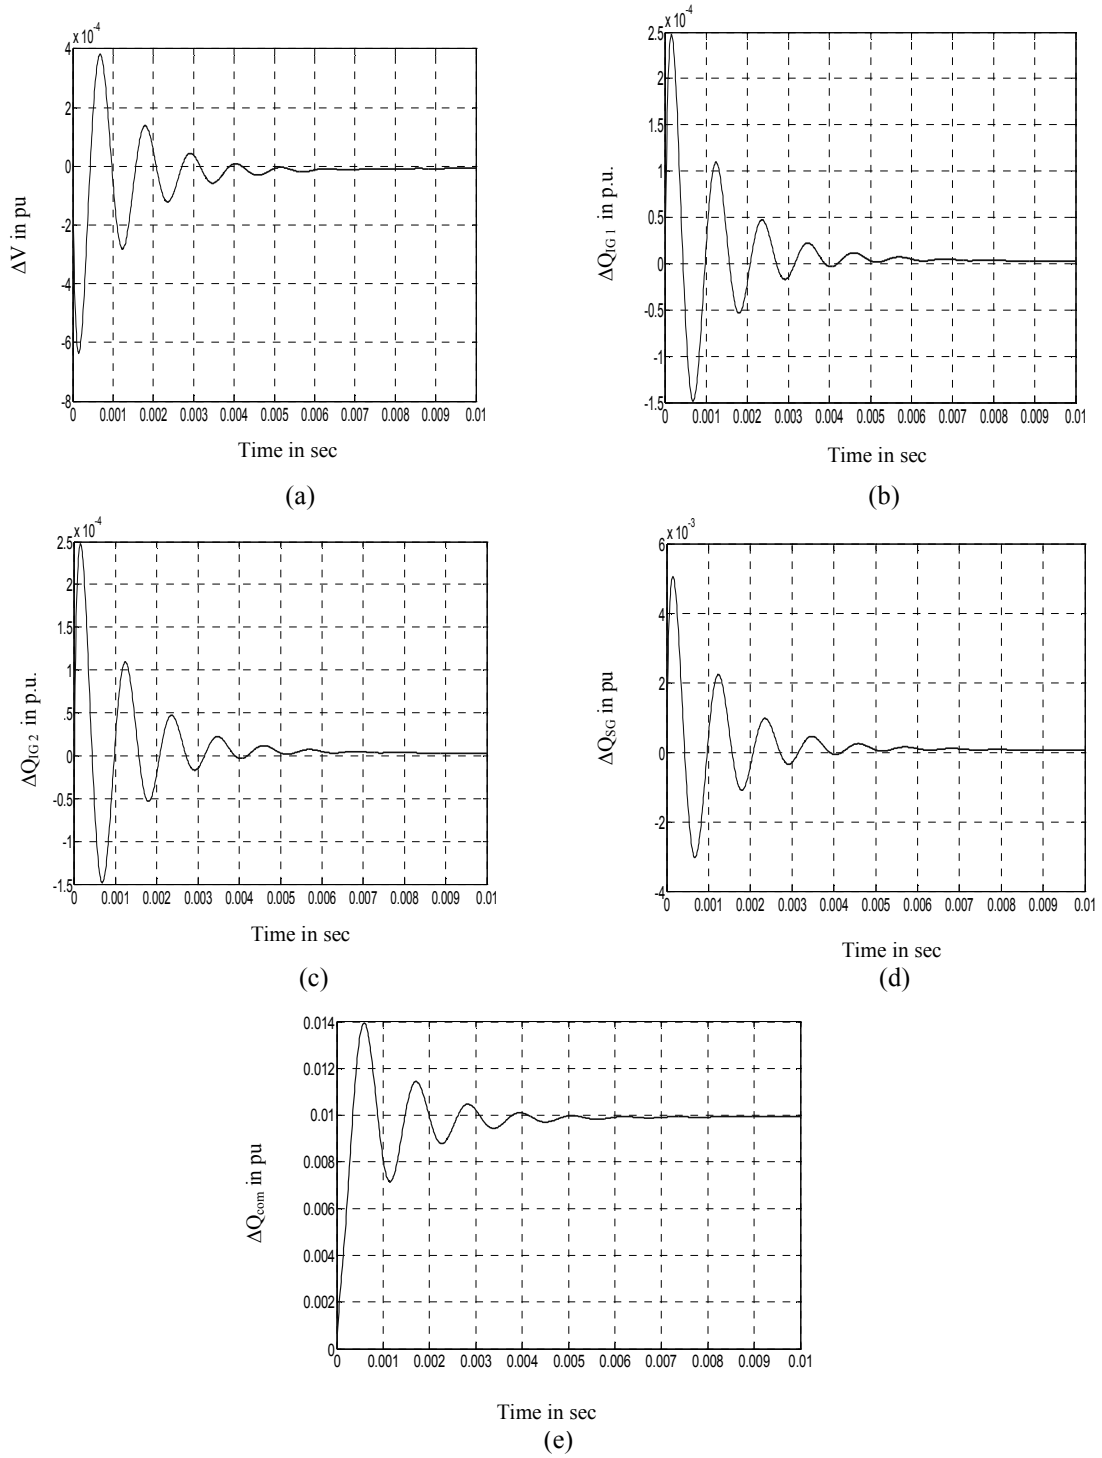 x 10⁻⁴
4
2
0
-2
-4
-6
-8
0 0.001 0.002 0.003 0.004 0.005 0.006 0.007 0.008 0.009 0.01
ΔV in pu
Time in sec
(a)
x 10⁻⁴
2.5
2
1.5
1
0.5
0
-0.5
-1
-1.5
0 0.001 0.002 0.003 0.004 0.005 0.006 0.007 0.008 0.009 0.01
ΔQIG 1 in p.u.
Time in sec
(b)
x 10⁻⁴
2.5
2
1.5
1
.5
0
-0.5
-1
-1.5
0 0.001 0.002 0.003 0.004 0.005 0.006 0.007 0.008 0.009 0.01
ΔQIG 2 in p.u.
Time in sec
(c)
x 10⁻³
6
4
2
0
-2
-4
0 0.001 0.002 0.003 0.004 0.005 0.006 0.007 0.008 0.009 0.01
ΔQSG in pu
Time in sec
(d)
0.014
0.012
0.01
0.008
0.006
0.004
0.002
0
0 0.001 0.002 0.003 0.004 0.005 0.006 0.007 0.008 0.009 0.01
ΔQcom in pu
Time in sec
(e)